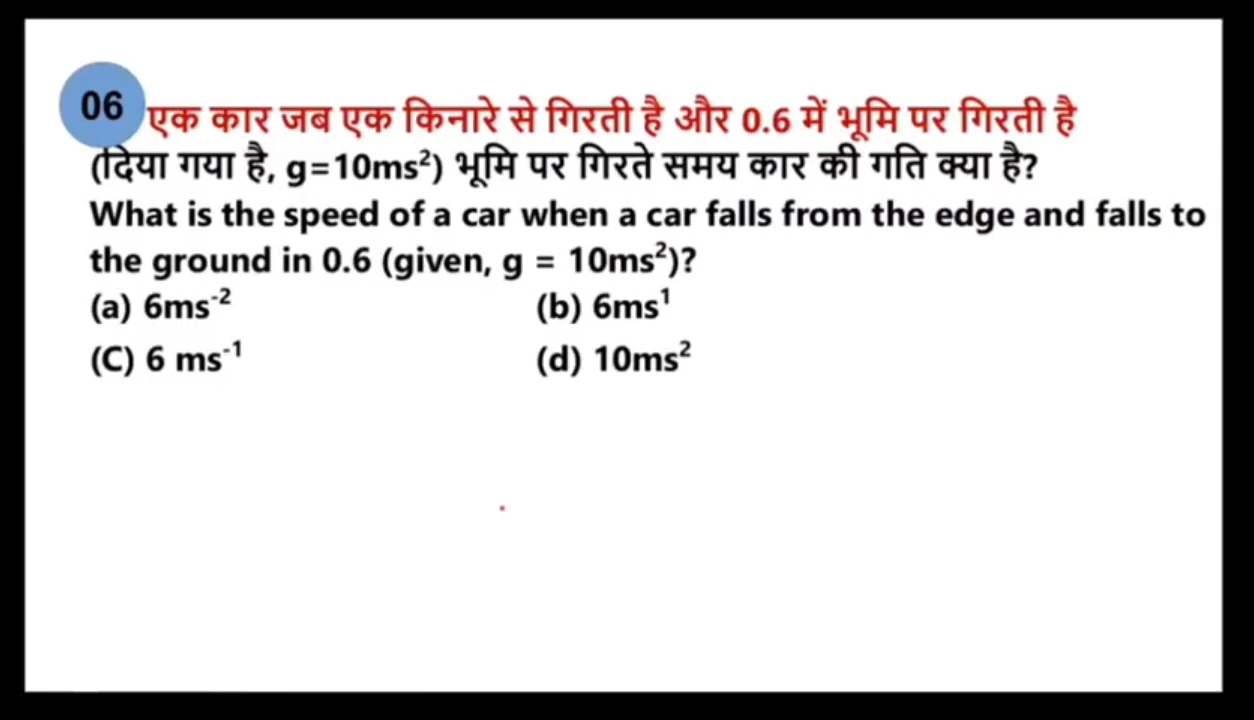 06
एक कार जब एक किनारे से गिरती है और 0.6 में भूमि पर गिरती है
(दिया गया है, g=10ms²) भूमि पर गिरते समय कार की गति क्या है?
What is the speed of a car when a car falls from the edge and falls to
the ground in 0.6 (given, g = 10ms²)?
(a) 6ms⁻² (b) 6ms¹
(C) 6 ms⁻¹ (d) 10ms²